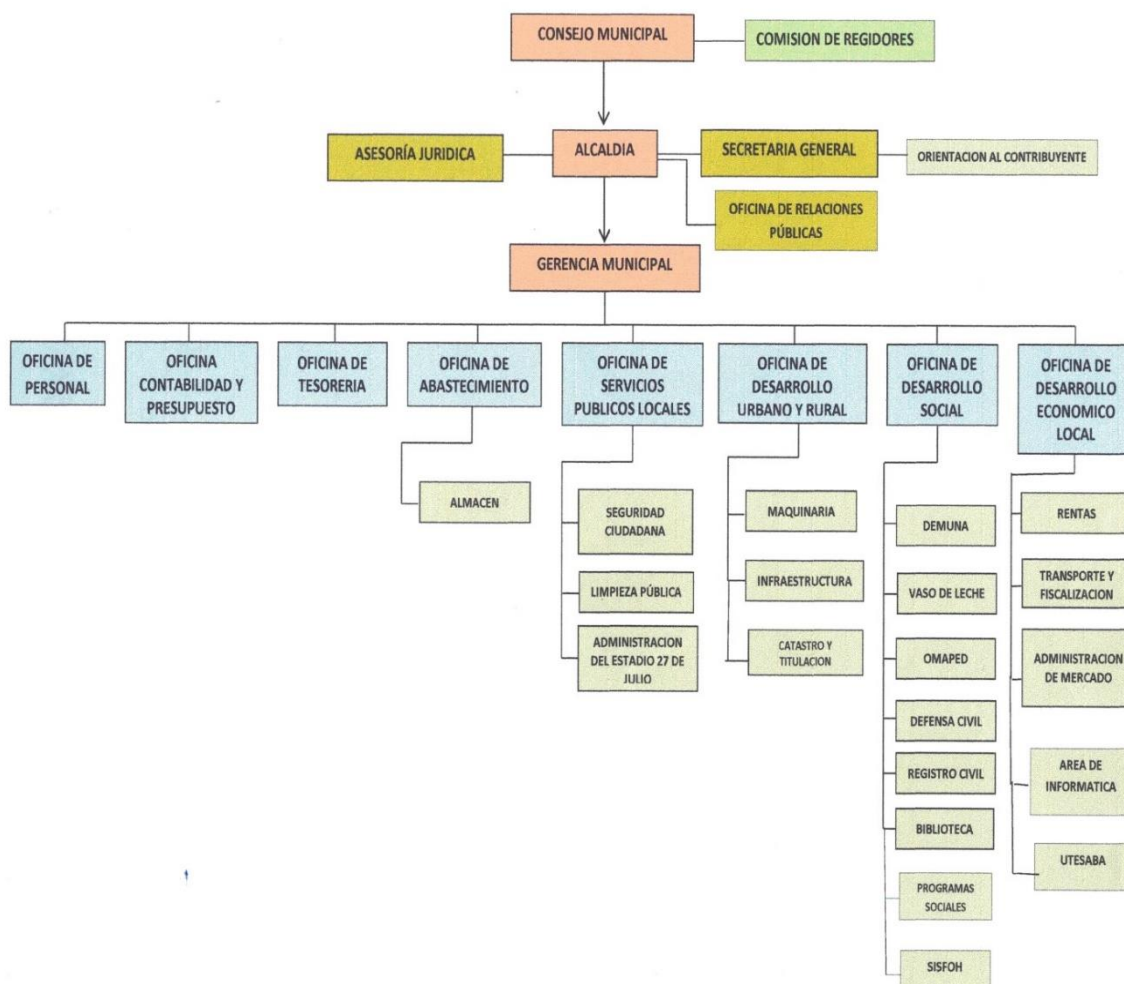 CONSEJO MUNICIPAL
COMISION DE REGIDORES
ASESORÍA JURIDICA
ALCALDIA
SECRETARIA GENERAL
ORIENTACION AL CONTRIBUYENTE
OFICINA DE RELACIONES
PÚBLICAS
GERENCIA MUNICIPAL
OFICINA DE
PERSONAL
OFICINA
CONTABILIDAD Y
PRESUPUESTO
OFICINA DE
TESORERIA
OFICINA DE
ABASTECIMIENTO
OFICINA DE
SERVICIOS
PUBLICOS LOCALES
OFICINA DE
DESARROLLO
URBANO Y RURAL
OFICINA DE
DESARROLLO
SOCIAL
OFICINA DE
DESARROLLO
ECONOMICO
LOCAL
ALMACEN
SEGURIDAD
CIUDADANA
LIMPIEZA PÚBLICA
ADMINISTRACION
DEL ESTADIO 27 DE
JULIO
MAQUINARIA
INFRAESTRUCTURA
CATASTRO Y
TITULACION
DEMUNA
VASO DE LECHE
OMAPED
DEFENSA CIVIL
REGISTRO CIVIL
BIBLIOTECA
PROGRAMAS
SOCIALES
SISFOH
RENTAS
TRANSPORTE Y
FISCALIZACION
ADMINISTRACION
DE MERCADO
AREA DE
INFORMATICA
UTESABA